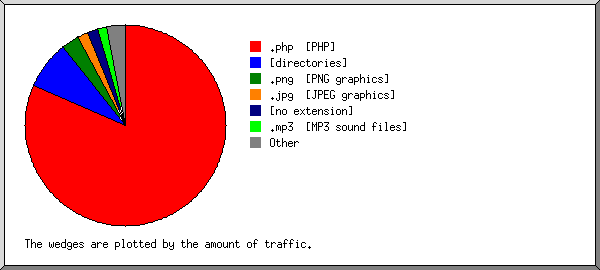 .php [PHP]
[directories]
.png [PNG graphics]
.jpg [JPEG graphics]
[no extension]
.mp3 [MP3 sound files]
Other
The wedges are plotted by the amount of traffic.